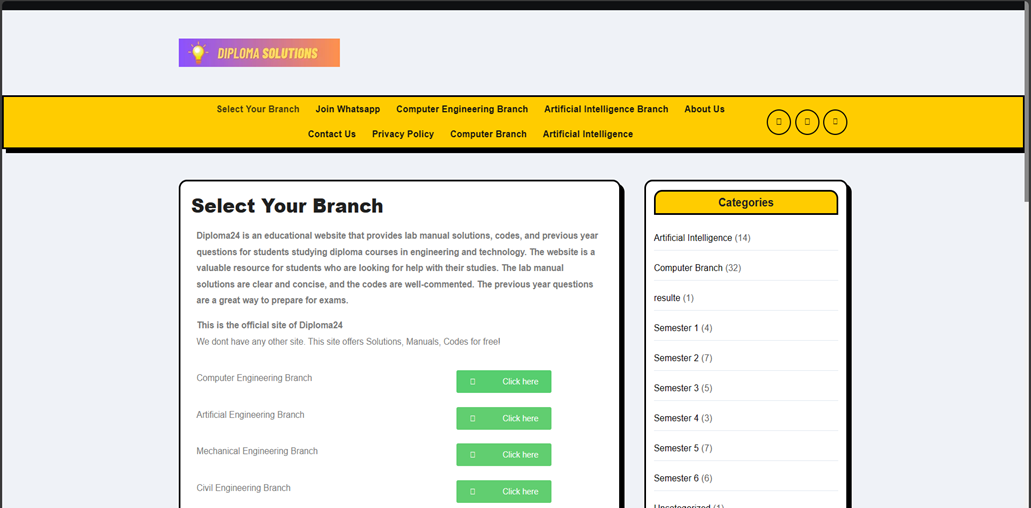 DIPLOMA SOLUTIONS
Select Your Branch Join Whatsapp Computer Engineering Branch Artificial Intelligence Branch About Us
Contact Us Privacy Policy Computer Branch Artificial Intelligence
Select Your Branch
Diploma24 is an educational website that provides lab manual solutions, codes, and previous year
questions for students studying diploma courses in engineering and technology. The website is a
valuable resource for students who are looking for help with their studies. The lab manual
solutions are clear and concise, and the codes are well-commented. The previous year questions
are a great way to prepare for exams.
This is the official site of Diploma24
We dont have any other site. This site offers Solutions, Manuals, Codes for free!
Computer Engineering Branch Click here
Artificial Engineering Branch Click here
Mechanical Engineering Branch Click here
Civil Engineering Branch Click here
Categories
Artificial Intelligence (14)
Computer Branch (32)
resulte (1)
Semester 1 (4)
Semester 2 (7)
Semester 3 (5)
Semester 4 (3)
Semester 5 (7)
Semester 6 (6)
Uncategorized (1)